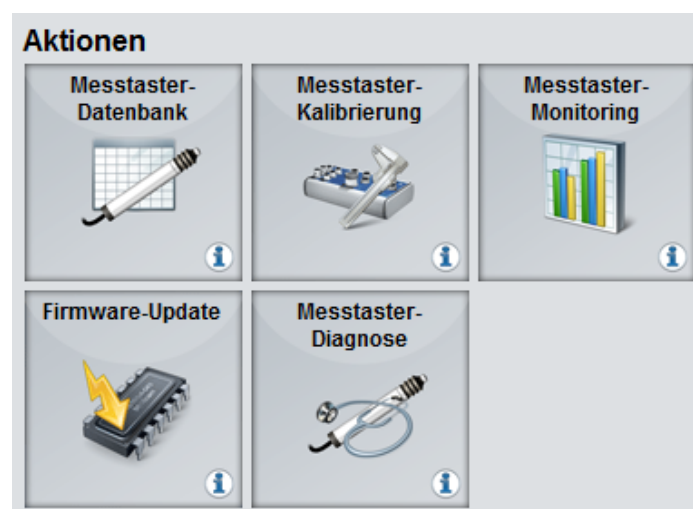 Aktionen
Messtaster-
Datenbank
Messtaster-
Kalibrierung
Messtaster-
Monitoring
Firmware-Update
Messtaster-
Diagnose